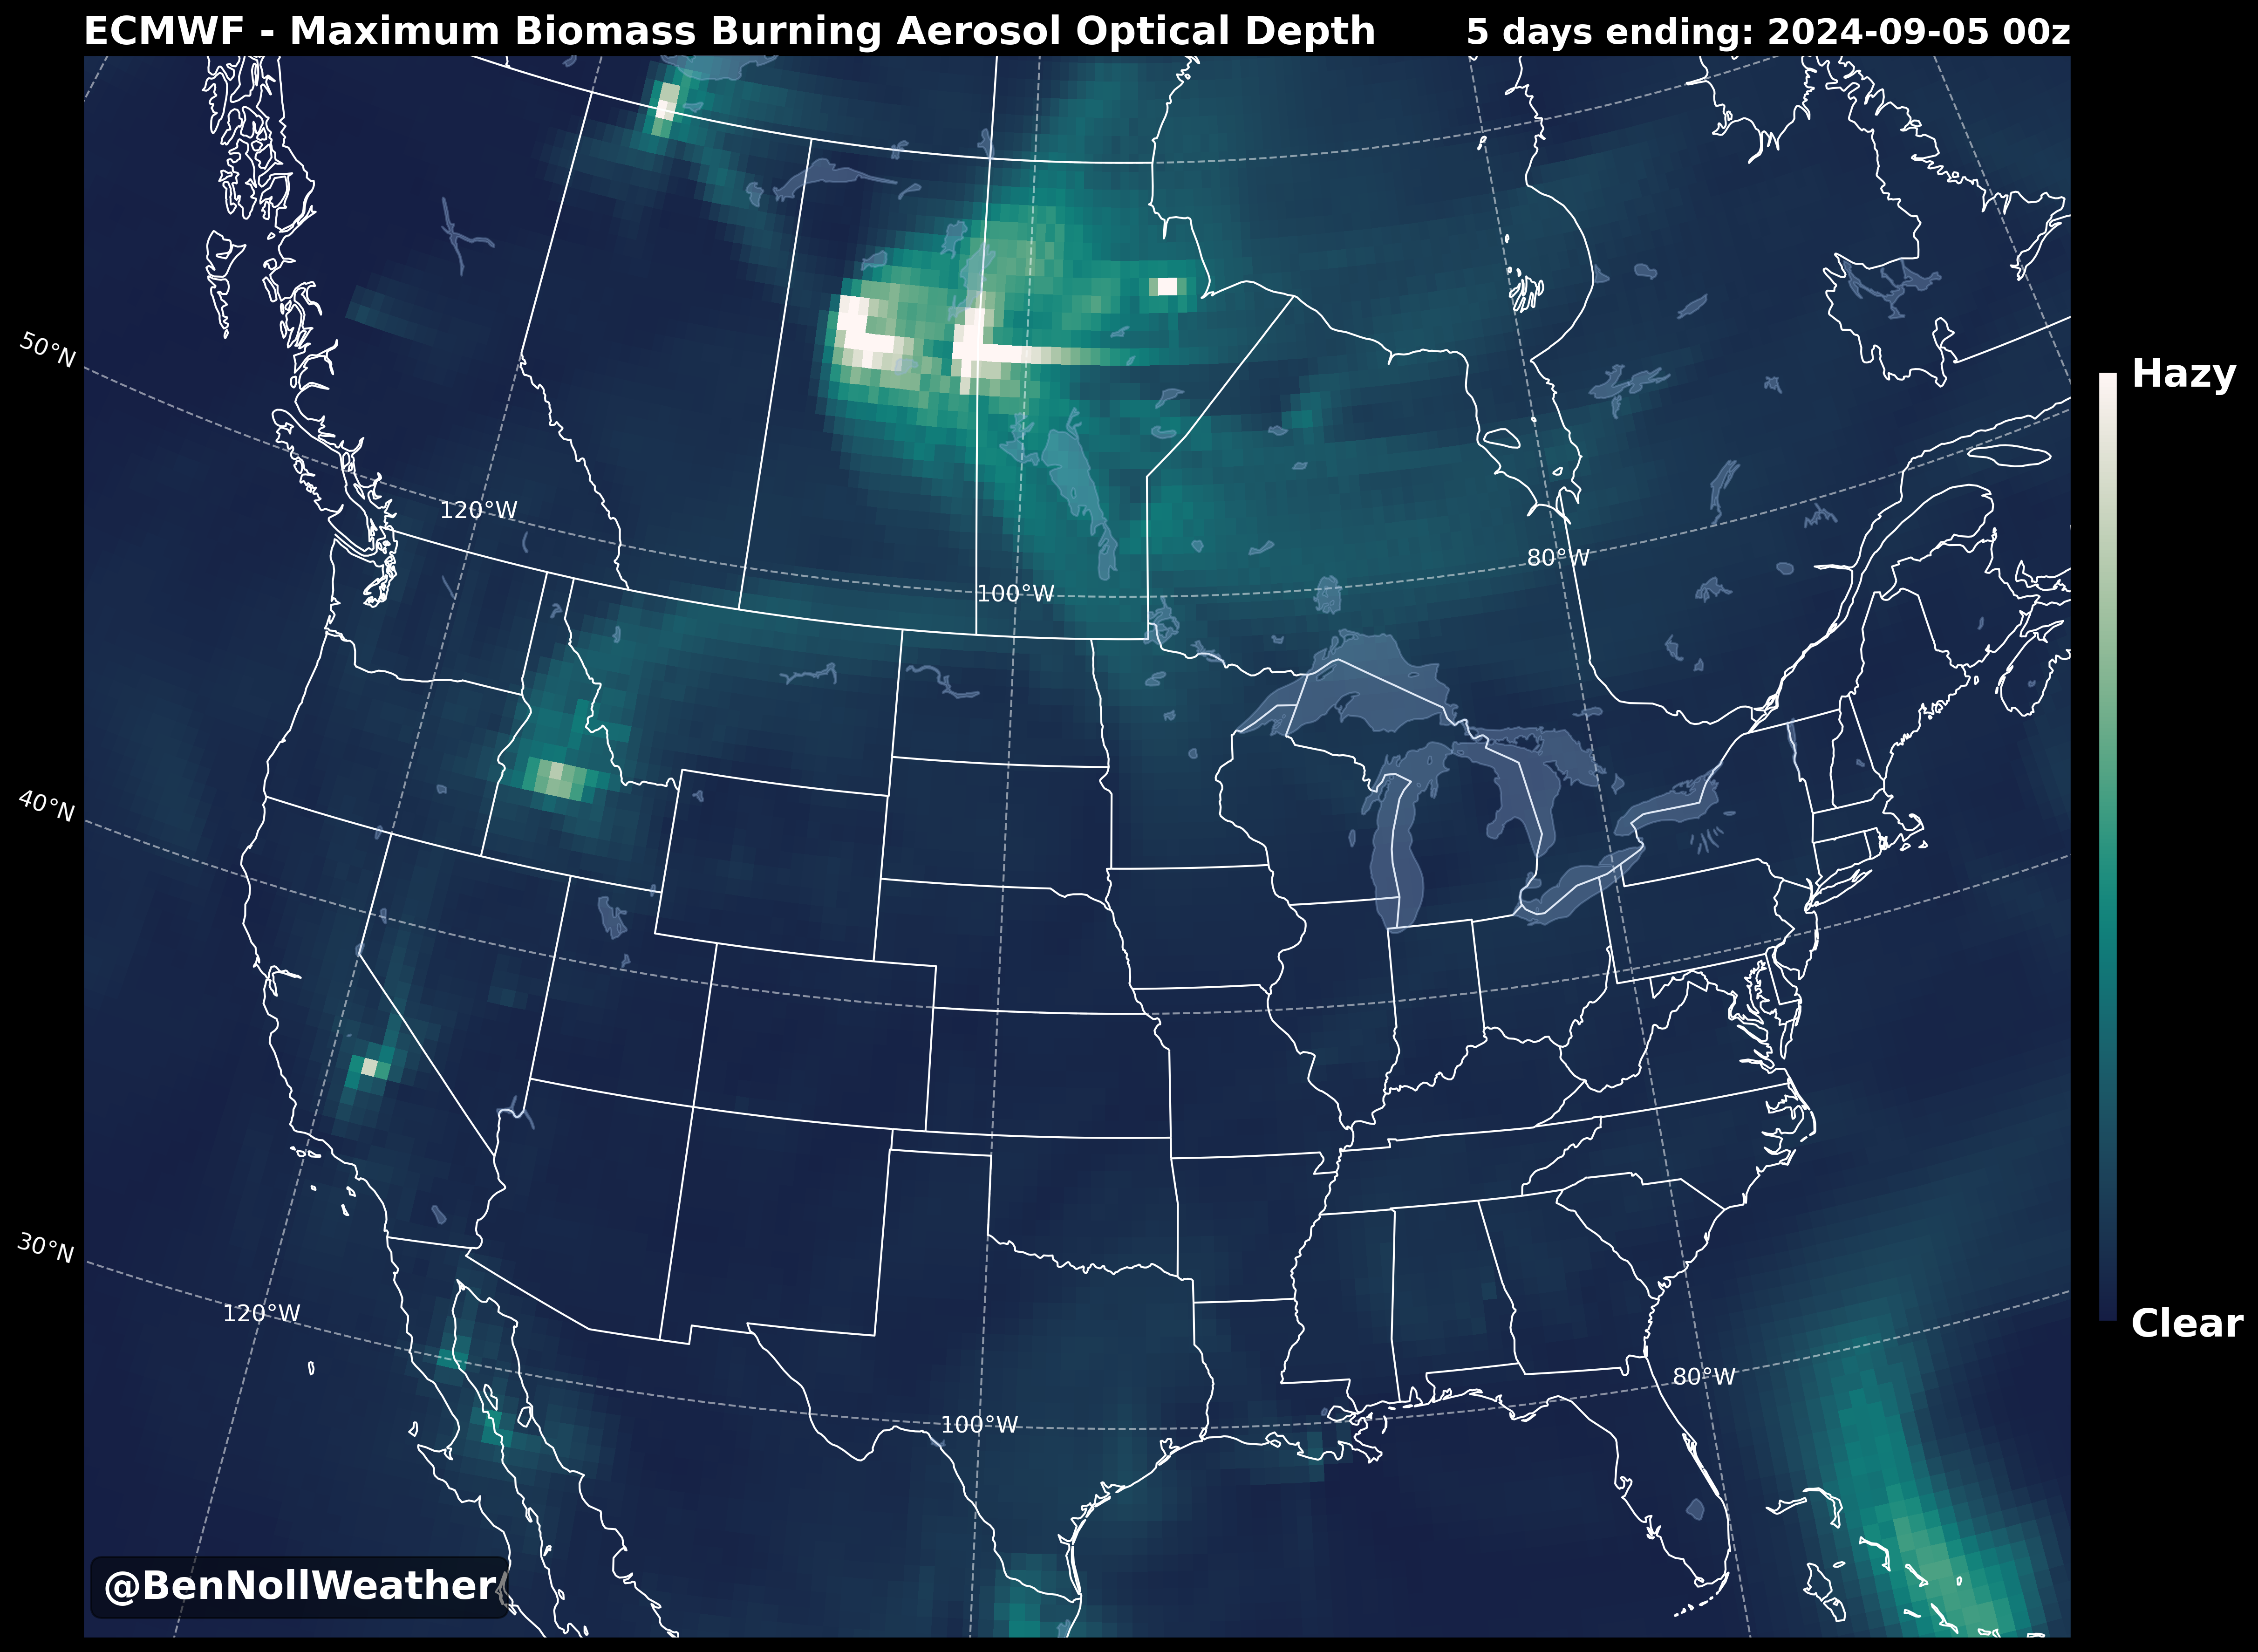 ECMWF - Maximum Biomass Burning Aerosol Optical Depth
5 days ending: 2024-09-05 00z
50°N
Hazy
120°W
80°W
100°W
40°N
30°N
120°W
Clear
80°W
100°W
@BenNollWeather